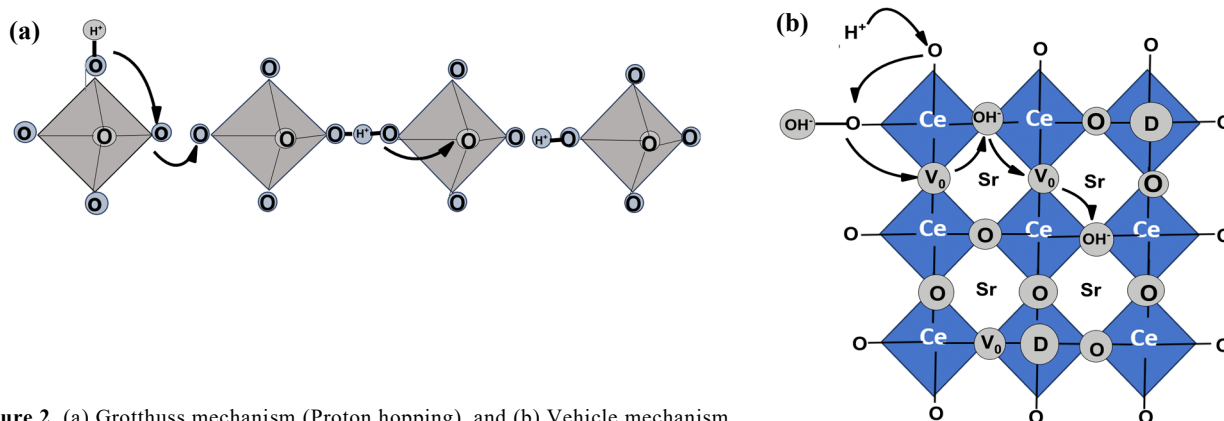 (a)
H⁺
O O O O
O O O O O O H⁺ O O O H⁺ O O O
O O O O
(b)
H⁺ O O O
OH⁻ O Ce OH⁻ Ce O D O
V₀ Sr V₀ Sr O
O Ce O Ce OH⁻ Ce O
O Sr O Sr O
O Ce V₀ D O Ce O
O O O
ure 2. (a) Grotthuss mechanism (Proton hopping), and (b) Vehicle mechanism